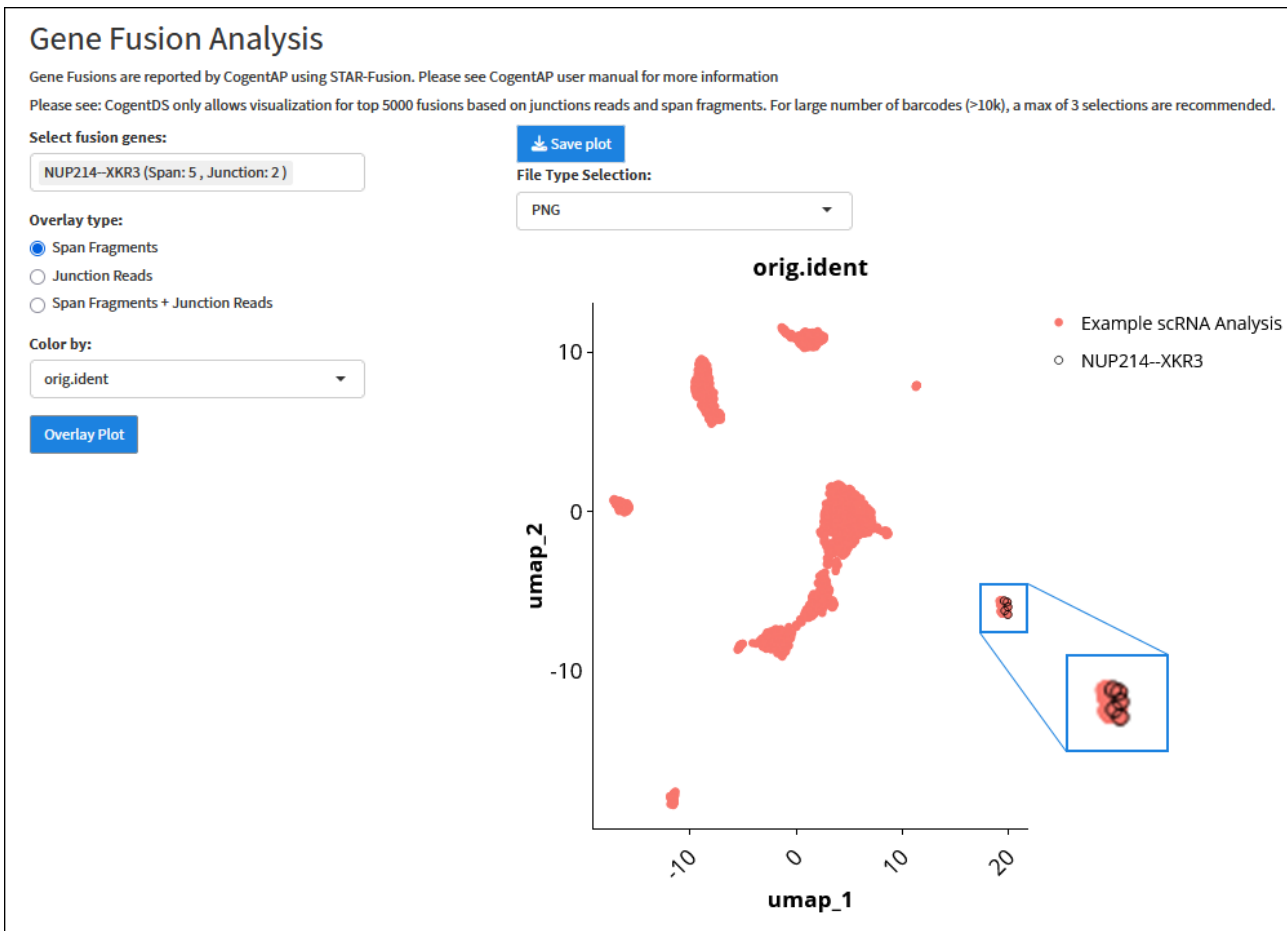 Gene Fusion Analysis
Gene Fusions are reported by CogentAP using STAR-Fusion. Please see CogentAP user manual for more information
Please see: CogentDS only allows visualization for top 5000 fusions based on junctions reads and span fragments. For large number of barcodes (>10k), a max of 3 selections are recommended.
Select fusion genes:
NUP214--XKR3 (Span: 5 , Junction: 2 )
Overlay type:
Span Fragments
Junction Reads
Span Fragments + Junction Reads
Color by:
orig.ident
Overlay Plot
Save plot
File Type Selection:
PNG
orig.ident
Example scRNA Analysis
NUP214--XKR3
10
0
-10
umap_2
-10
0
10
20
umap_1